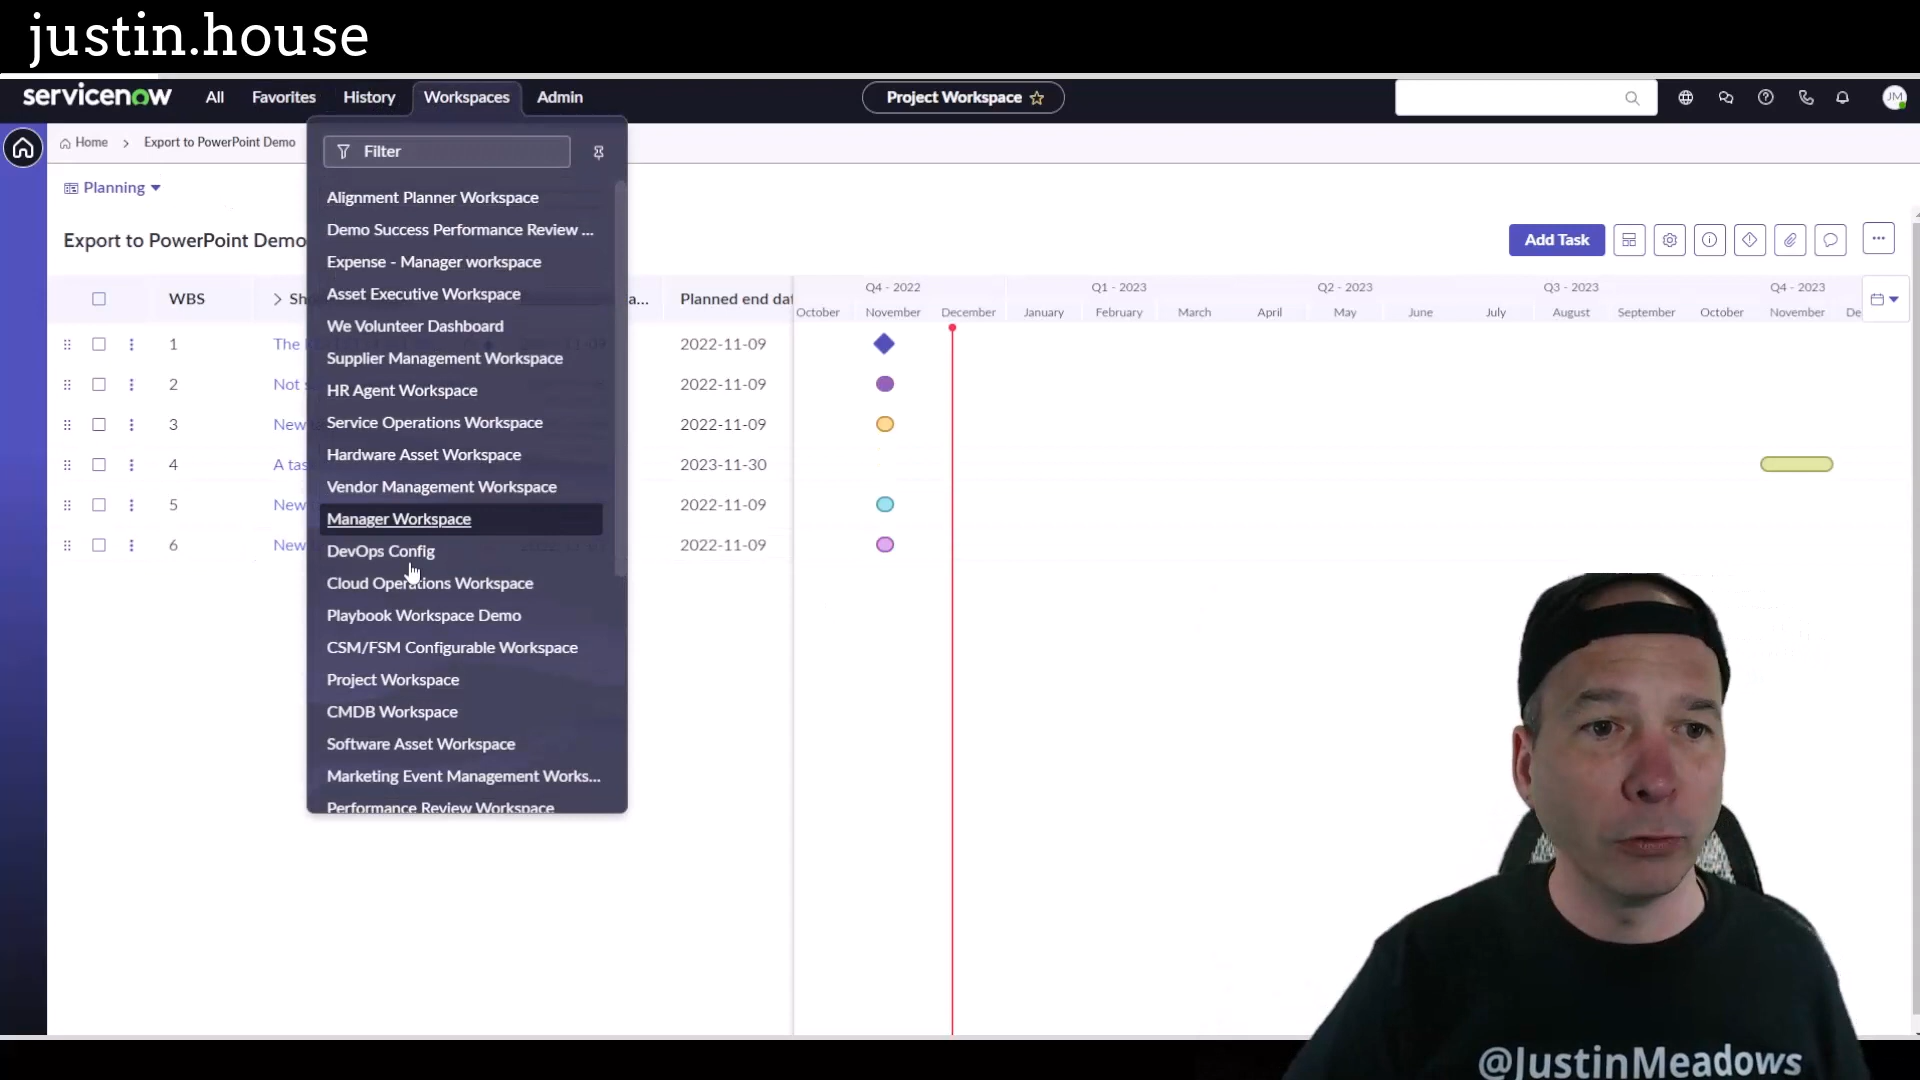 justin.house
servicenow All Favorites History Workspaces Admin Project Workspace JM
Home > Export to PowerPoint Demo
Planning
Export to PowerPoint Demo
Add Task
Filter
Alignment Planner Workspace
Demo Success Performance Review ...
Expense - Manager workspace
Asset Executive Workspace
We Volunteer Dashboard
Supplier Management Workspace
HR Agent Workspace
Service Operations Workspace
Hardware Asset Workspace
Vendor Management Workspace
Manager Workspace
DevOps Config
Cloud Operations Workspace
Playbook Workspace Demo
CSM/FSM Configurable Workspace
Project Workspace
CMDB Workspace
Software Asset Workspace
Marketing Event Management Works...
Performance Review Workspace
Q4 - 2022 Q1 - 2023 Q2 - 2023 Q3 - 2023 Q4 - 2023
WBS Sho a... Planned end dat
October November December January February March April May June July August September October November De
1 The 2022-11-09
2 Not 2022-11-09
3 New 2022-11-09
4 A tas 2023-11-30
5 New 2022-11-09
6 New 2022-11-09
@JustinMeadows